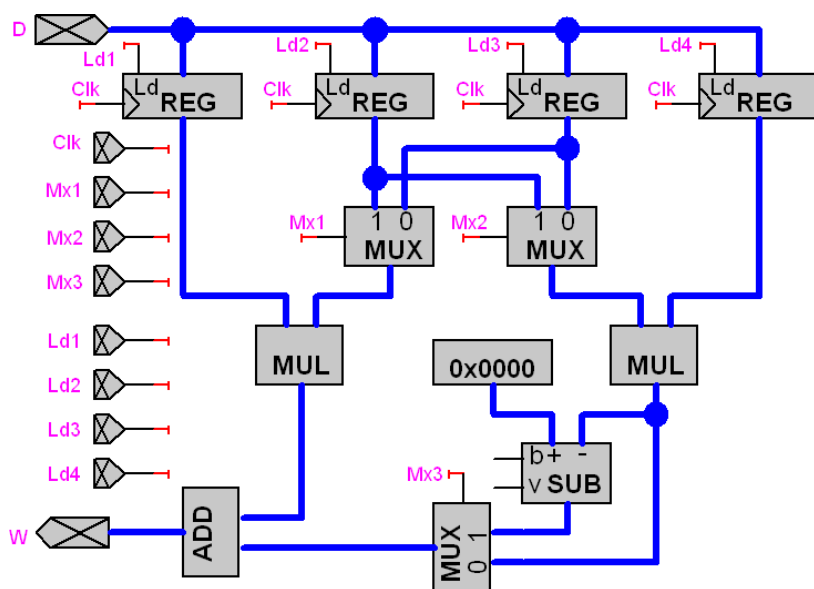 D
Ld1 Ld2 Ld3 Ld4
Ld Ld Ld Ld
Clk REG Clk REG Clk REG Clk REG
Clk
Mx1
1 0 1 0
Mx1 MUX Mx2 MUX
Mx2
Mx3
Ld1
MUL 0x0000 MUL
Ld2
Ld3
b + -
Ld4 Mx3 v SUB
W ADD MUX 0 1